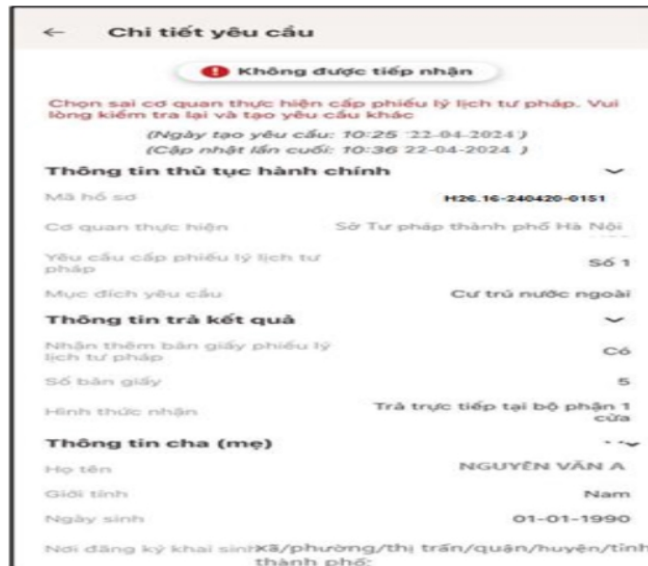 ← Chi tiết yêu cầu
Không được tiếp nhận
Chọn sai cơ quan thực hiện cấp phiếu lý lịch tư pháp. Vui
lòng kiểm tra lại và tạo yêu cầu khác
(Ngày tạo yêu cầu: 10:25 22-04-2024 )
(Cập nhật lần cuối: 10:36 22-04-2024 )
Thông tin thủ tục hành chính
Mã hồ sơ H26.16-240420-0151
Cơ quan thực hiện Sở Tư pháp thành phố Hà Nội
Yêu cầu cấp phiếu lý lịch tư
pháp Số 1
Mục đích yêu cầu Cư trú nước ngoài
Thông tin trả kết quả
Nhận thêm bản giấy phiếu lý
lịch tư pháp Có
Số bản giấy 5
Hình thức nhận Trả trực tiếp tại bộ phận 1
cửa
Thông tin cha (mẹ)
Họ tên NGUYỄN VĂN A
Giới tính Nam
Ngày sinh 01-01-1990
Nơi đăng ký khai sinh xã/phường/thị trấn/quận/huyện/tỉnh
thành phố: